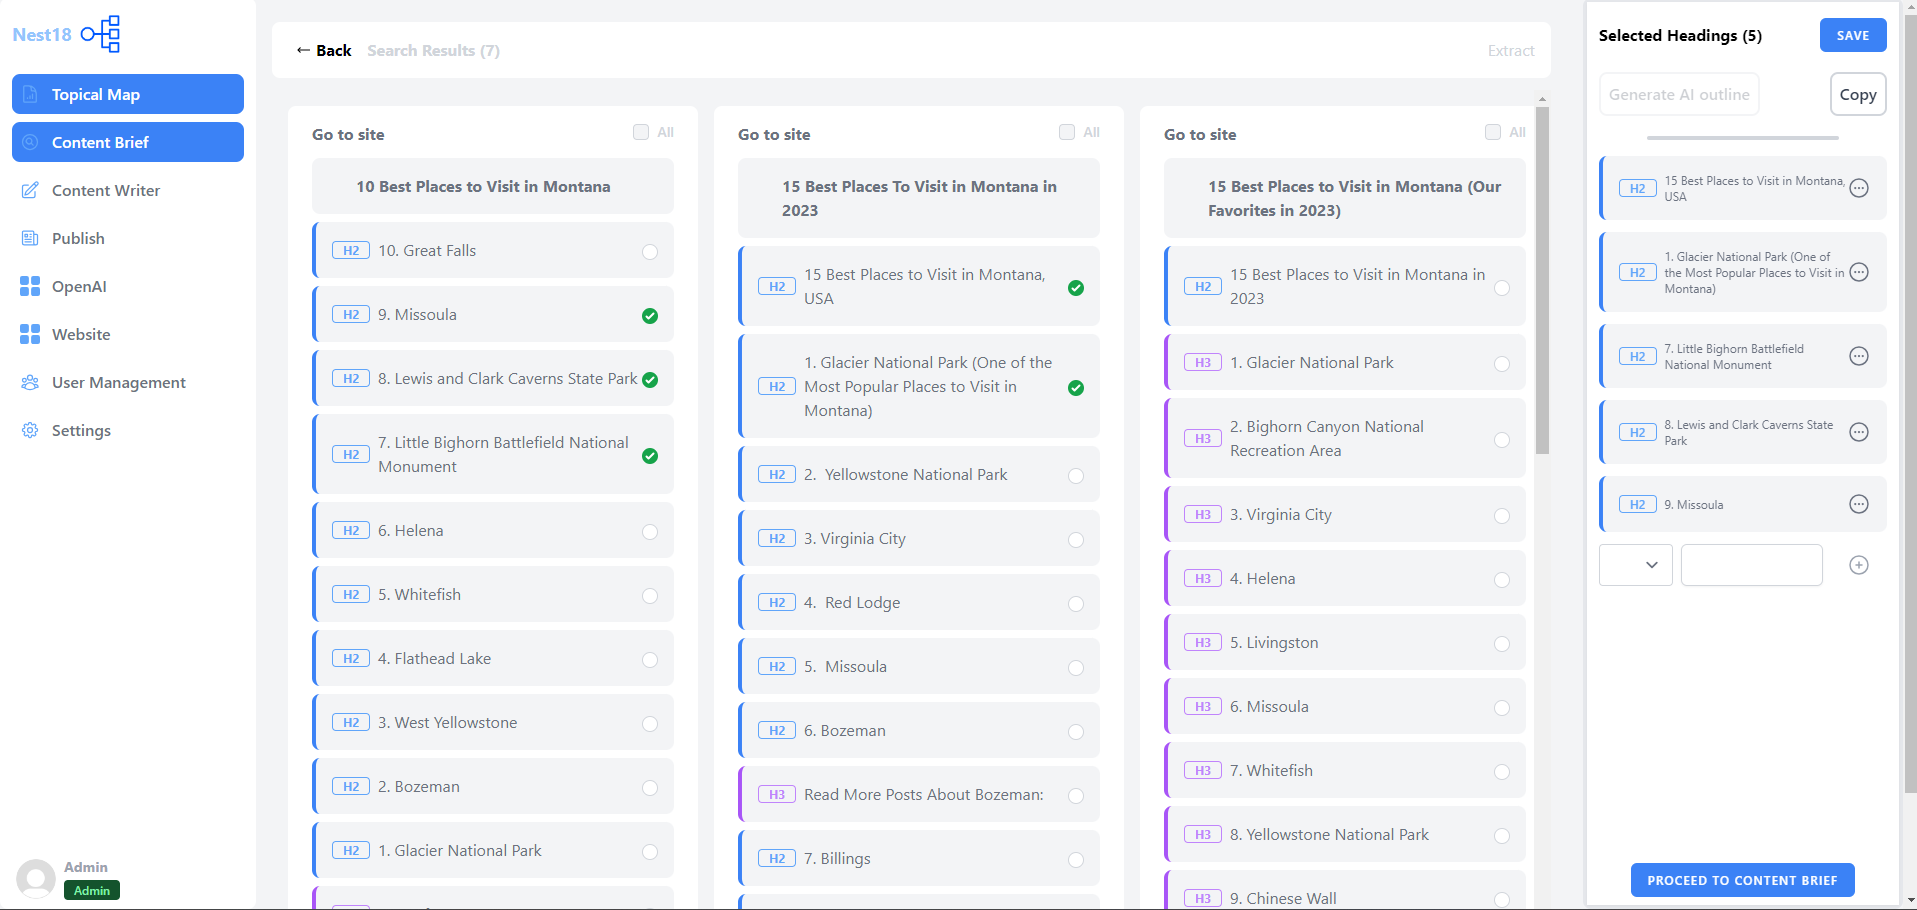 Nest18
Topical Map
Content Brief
Content Writer
Publish
OpenAI
Website
User Management
Settings
Admin
Admin
← Back
Search Results (7)
Extract
Go to site
All
10 Best Places to Visit in Montana
H2 10. Great Falls
H2 9. Missoula
H2 8. Lewis and Clark Caverns State Park
H2 7. Little Bighorn Battlefield National
Monument
H2 6. Helena
H2 5. Whitefish
H2 4. Flathead Lake
H2 3. West Yellowstone
H2 2. Bozeman
H2 1. Glacier National Park
Go to site
All
15 Best Places To Visit in Montana in
2023
H2 15 Best Places to Visit in Montana,
USA
H2 1. Glacier National Park (One of the
Most Popular Places to Visit in
Montana)
H2 2. Yellowstone National Park
H2 3. Virginia City
H2 4. Red Lodge
H2 5. Missoula
H2 6. Bozeman
H3 Read More Posts About Bozeman:
H2 7. Billings
Go to site
All
15 Best Places to Visit in Montana (Our
Favorites in 2023)
H2 15 Best Places to Visit in Montana in
2023
H3 1. Glacier National Park
H3 2. Bighorn Canyon National
Recreation Area
H3 3. Virginia City
H3 4. Helena
H3 5. Livingston
H3 6. Missoula
H3 7. Whitefish
H3 8. Yellowstone National Park
H3 9. Chinese Wall
Selected Headings (5)
SAVE
Generate AI outline
Copy
H2 15 Best Places to Visit in Montana,
USA
H2 1. Glacier National Park (One of
the Most Popular Places to Visit in
Montana)
H2 7. Little Bighorn Battlefield
National Monument
H2 8. Lewis and Clark Caverns State
Park
H2 9. Missoula
PROCEED TO CONTENT BRIEF